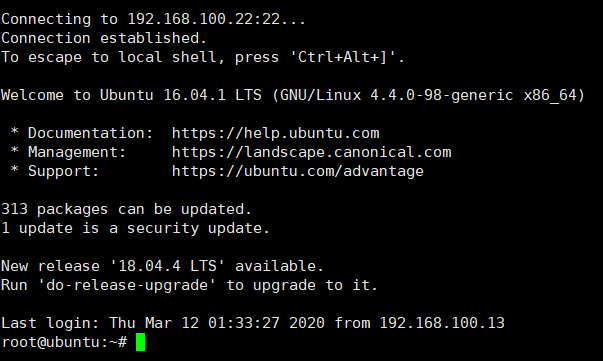 Connecting to 192.168.100.22:22...
Connection established.
To escape to local shell, press 'Ctrl+Alt+]'.
Welcome to Ubuntu 16.04.1 LTS (GNU/Linux 4.4.0-98-generic x86_64)
* Documentation:  https://help.ubuntu.com
* Management:     https://landscape.canonical.com
* Support:        https://ubuntu.com/advantage
313 packages can be updated.
1 update is a security update.
New release '18.04.4 LTS' available.
Run 'do-release-upgrade' to upgrade to it.
Last login: Thu Mar 12 01:33:27 2020 from 192.168.100.13
root@ubuntu:~#